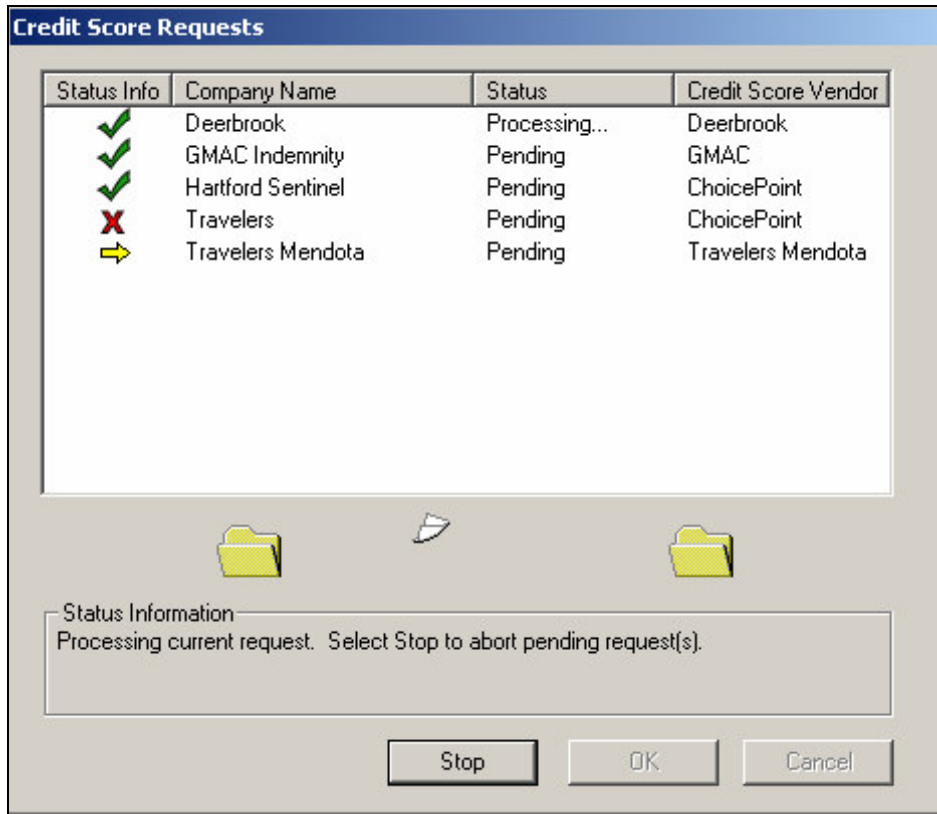 Credit Score Requests
Status Info Company Name Status Credit Score Vendor
Deerbrook Processing... Deerbrook
GMAC Indemnity Pending GMAC
Hartford Sentinel Pending ChoicePoint
Travelers Pending ChoicePoint
Travelers Mendota Pending Travelers Mendota
Status Information
Processing current request. Select Stop to abort pending request(s).
Stop OK Cancel